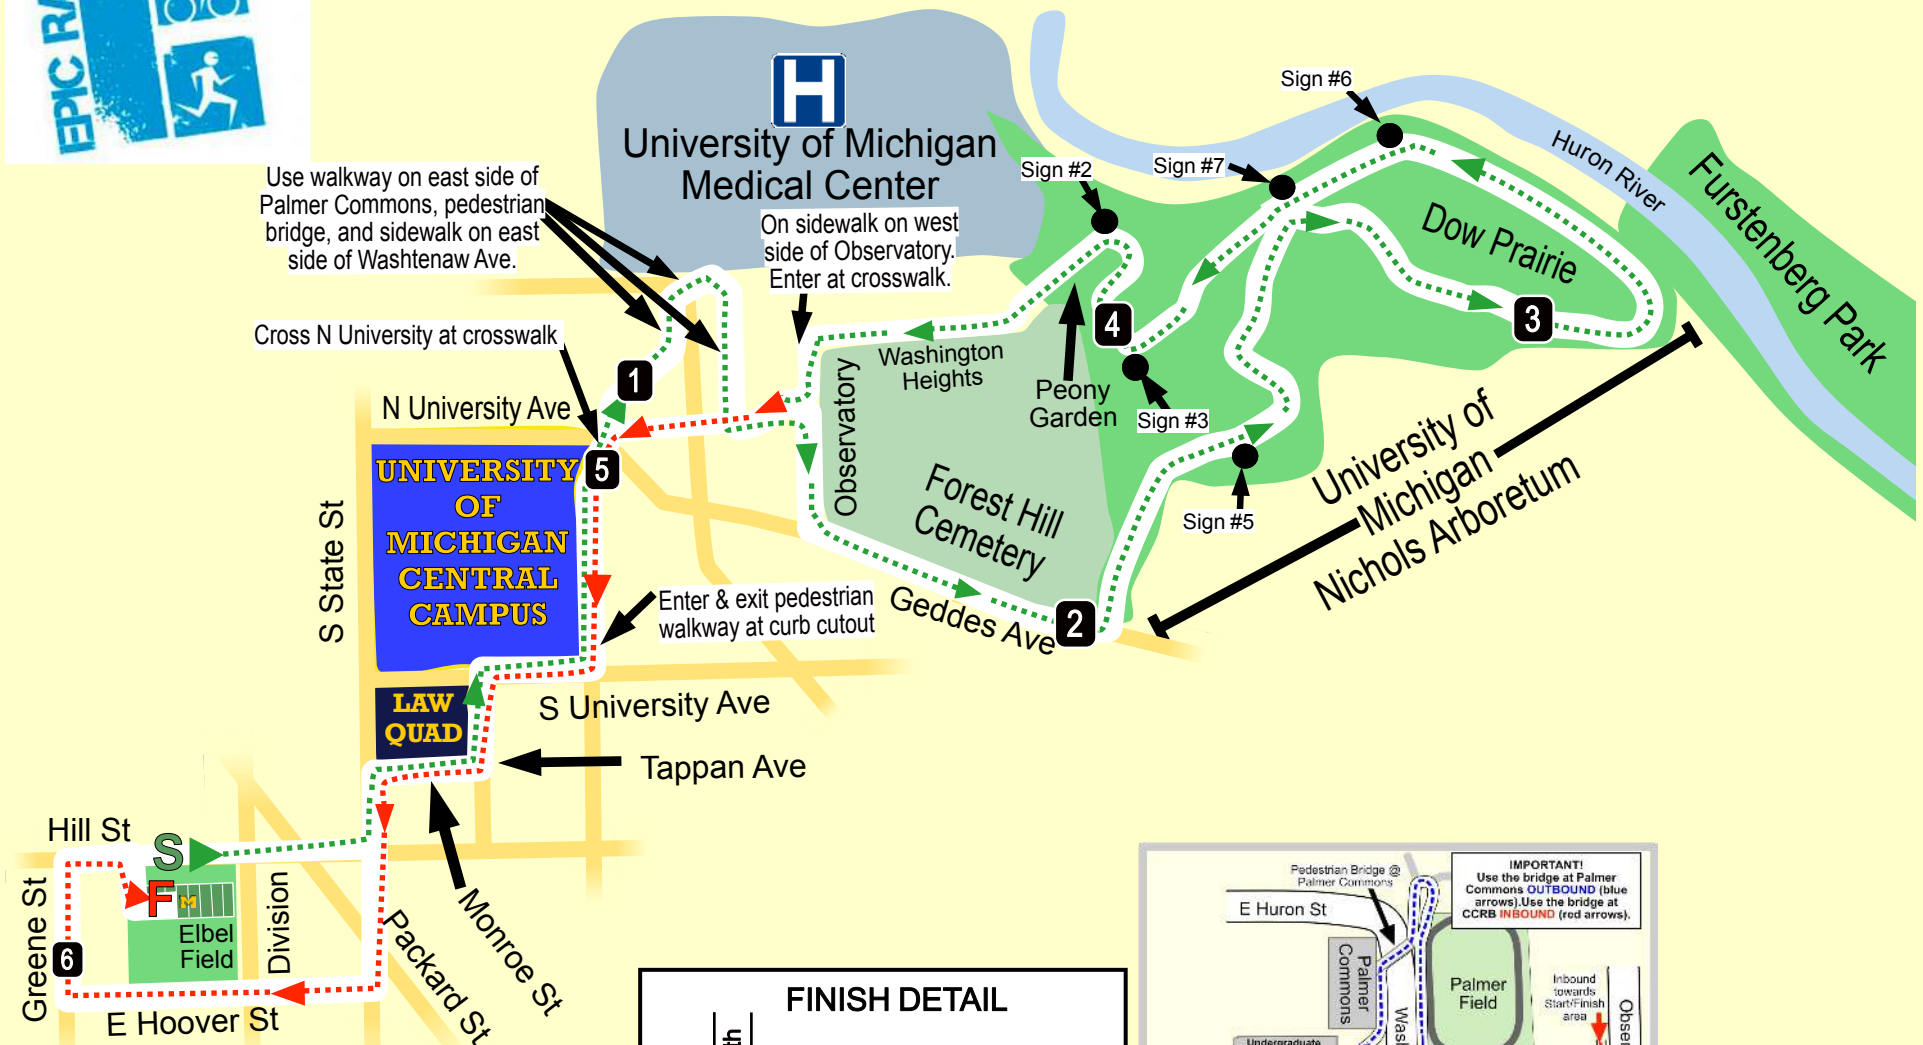 EPIC RA
H
University of Michigan
Medical Center
Use walkway on east side of
Palmer Commons, pedestrian
bridge, and sidewalk on east
side of Washtenaw Ave.
On sidewalk on west
side of Observatory.
Enter at crosswalk.
Cross N University at crosswalk
Sign #2
Sign #7
Sign #6
Huron River
Furstenberg Park
Dow Prairie
3
4
1
Washington
Heights
Peony
Garden
Sign #3
Observatory
N University Ave
5
UNIVERSITY
OF
MICHIGAN
CENTRAL
CAMPUS
S State St
Forest Hill
Cemetery
Sign #5
University of
Michigan
Nichols Arboretum
Enter & exit pedestrian
walkway at curb cutout
Geddes Ave
2
LAW
QUAD
S University Ave
Tappan Ave
Hill St
S
F
M
Elbel
Field
Greene St
6
Division
Packard St
Monroe St
E Hoover St
FINISH DETAIL
th
Pedestrian Bridge @
Palmer Commons
IMPORTANT!
Use the bridge at Palmer
Commons OUTBOUND (blue
arrows).Use the bridge at
CCRB INBOUND (red arrows).
E Huron St
Palmer
Commons
Palmer
Field
Inbound
towards
Start/Finish
area
Wash
Obser
Undergraduate